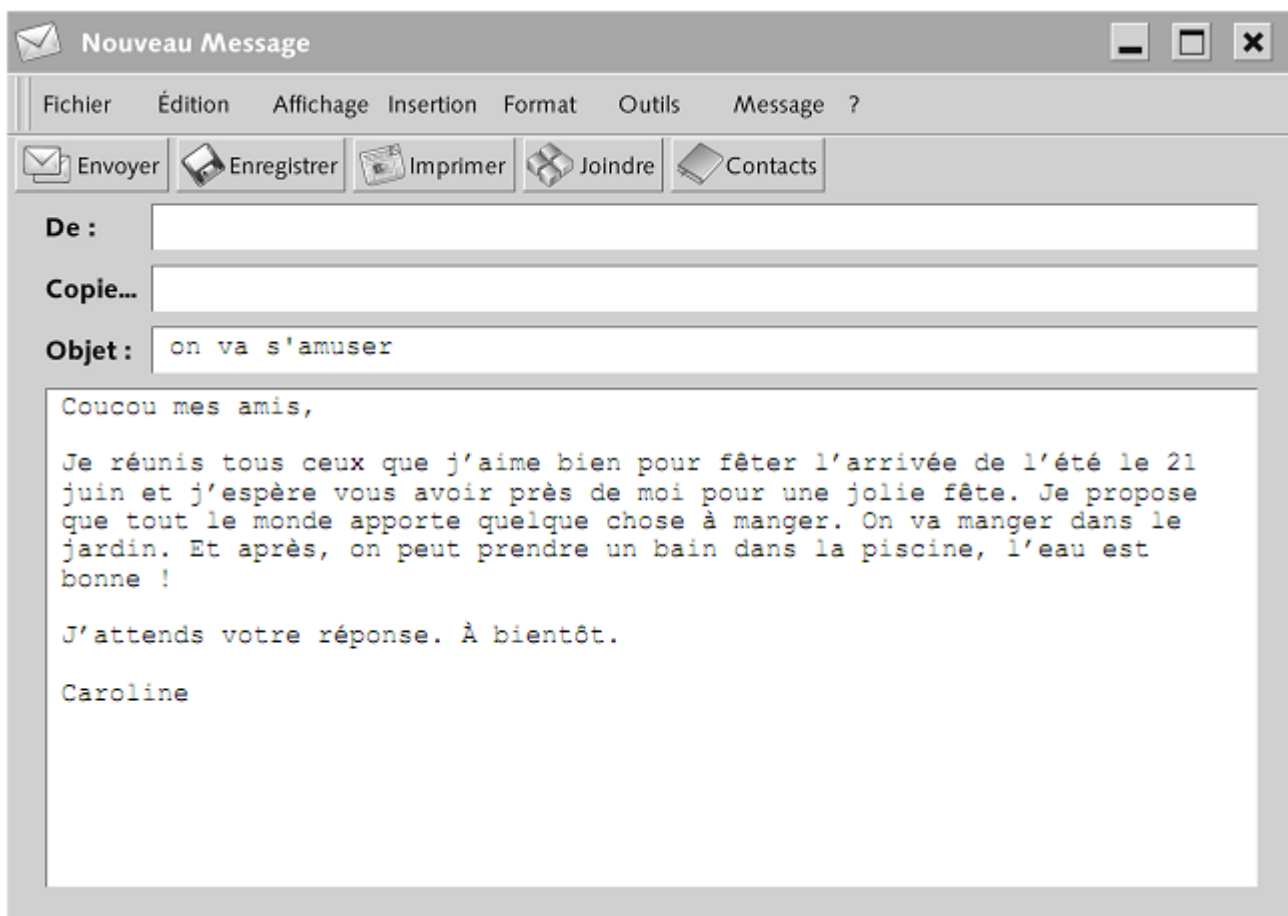 Nouveau Message
Fichier Édition Affichage Insertion Format Outils Message ?
Envoyer Enregistrer Imprimer Joindre Contacts
De :
Copie...
Objet : on va s'amuser
Coucou mes amis,
Je réunis tous ceux que j’aime bien pour fêter l’arrivée de l’été le 21
juin et j’espère vous avoir près de moi pour une jolie fête. Je propose
que tout le monde apporte quelque chose à manger. On va manger dans le
jardin. Et après, on peut prendre un bain dans la piscine, l’eau est
bonne !
J’attends votre réponse. À bientôt.
Caroline